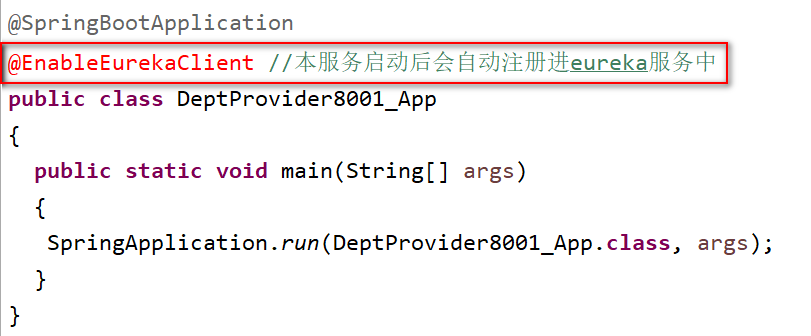 @SpringBootApplication
@EnableEurekaClient //本服务启动后会自动注册进eureka服务中
public class DeptProvider8001_App
{
  public static void main(String[] args)
  {
   SpringApplication.run(DeptProvider8001_App.class, args);
  }
}